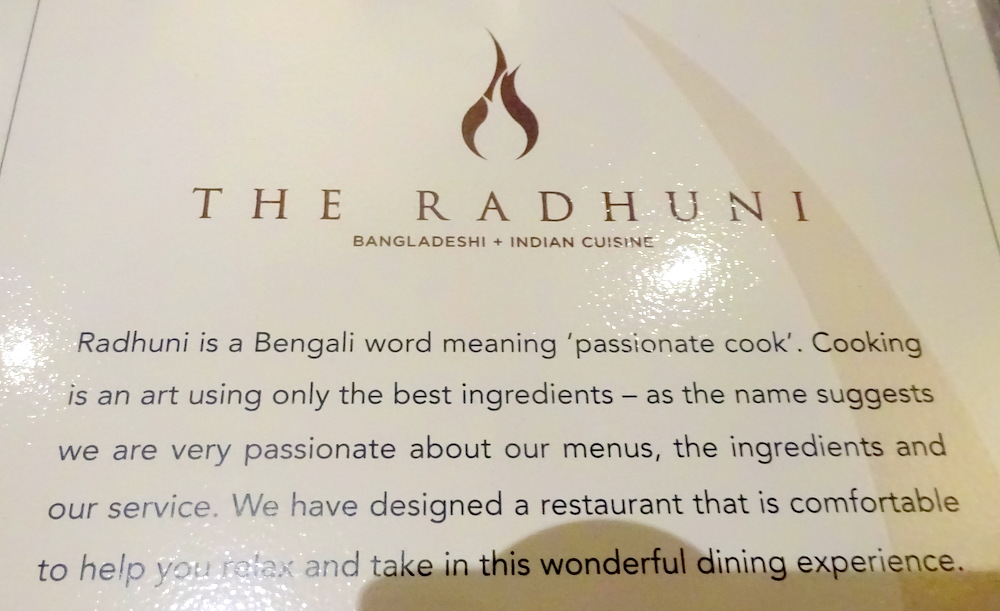 THE RADHUNI
BANGLADESHI + INDIAN CUISINE
Radhuni is a Bengali word meaning 'passionate cook'. Cooking
is an art using only the best ingredients – as the name suggests
we are very passionate about our menus, the ingredients and
our service. We have designed a restaurant that is comfortable
to help you relax and take in this wonderful dining experience.